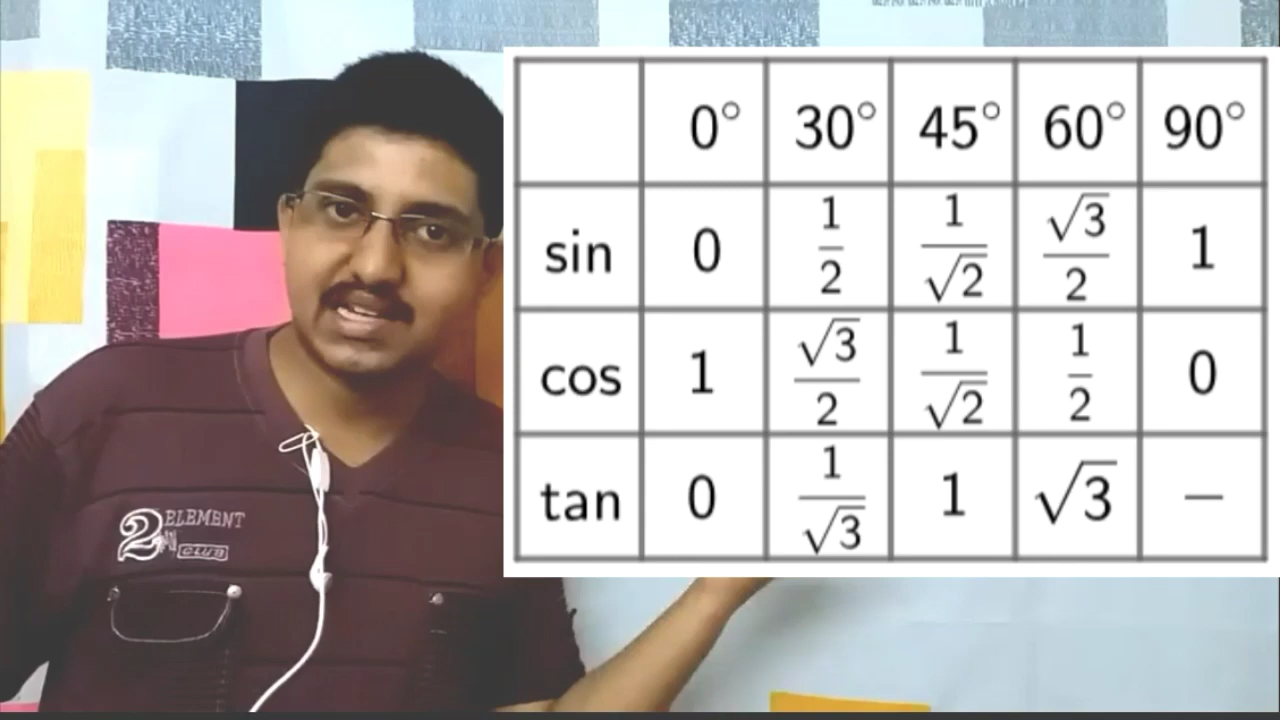 0° 30° 45° 60° 90°
sin 0 1/2 1/√2 √3/2 1
cos 1 √3/2 1/√2 1/2 0
tan 0 1/√3 1 √3 –
2 ELEMENT
CLUB